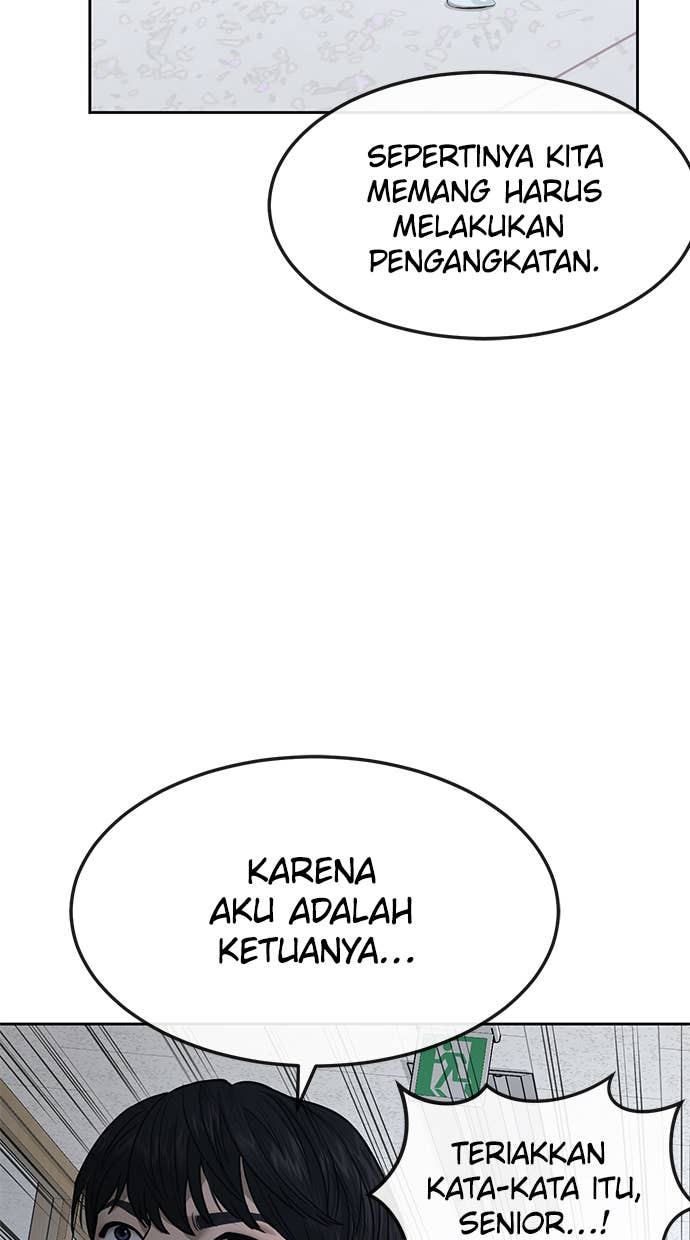 SEPERTINYA KITA
MEMANG HARUS
MELAKUKAN
PENGANGKATAN.
KARENA
AKU ADALAH
KETUANYA...
TERIAKKAN
KATA-KATA ITU,
SENIOR...!